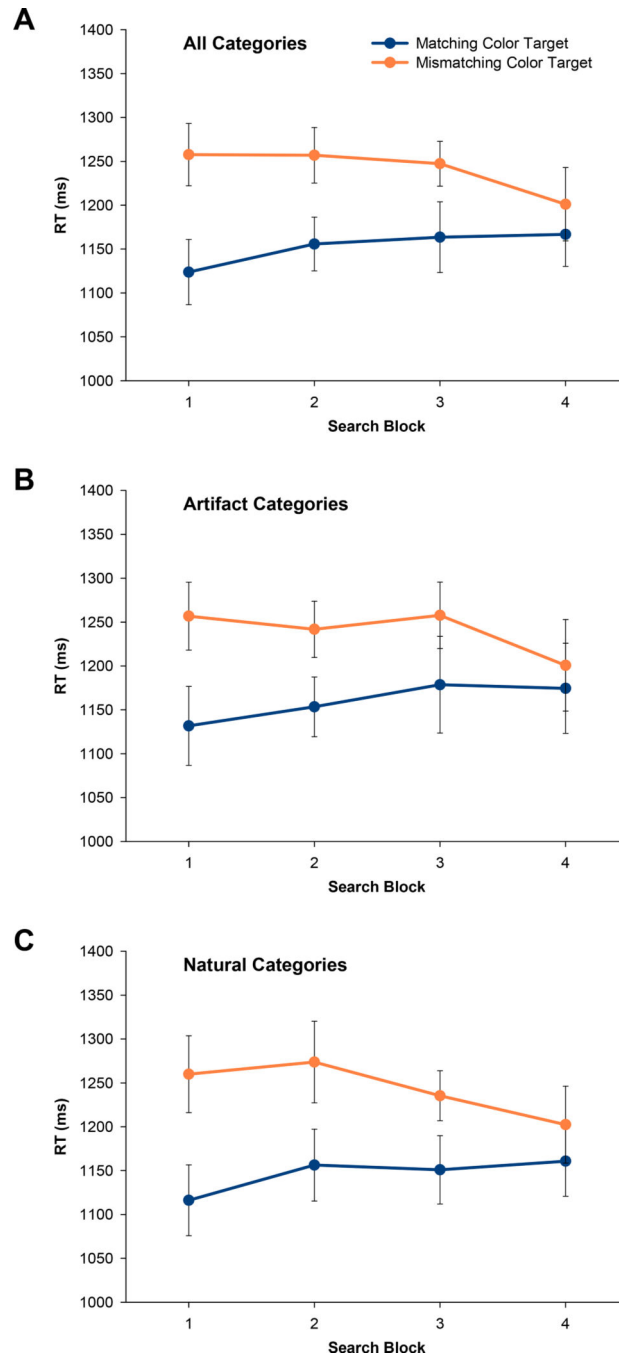 A
All Categories
Matching Color Target
Mismatching Color Target
1400
1350
1300
1250
1200
1150
1100
1050
1000
RT (ms)
1 2 3 4
Search Block
B
Artifact Categories
1400
1350
1300
1250
1200
1150
1100
1050
1000
RT (ms)
1 2 3 4
Search Block
C
Natural Categories
1400
1350
1300
1250
1200
1150
1100
1050
1000
RT (ms)
1 2 3 4
Search Block